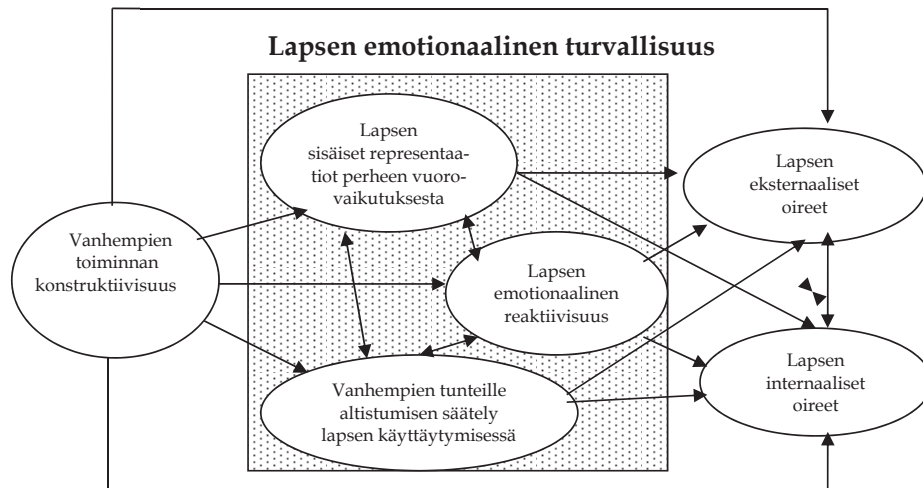 Lapsen emotionaalinen turvallisuus
Lapsen
sisäiset representaa-
tiot perheen vuoro-
vaikutuksesta
Lapsen
eksternaaliset
oireet
Vanhempien
toiminnan
konstruktiivisuus
Lapsen
emotionaalinen
reaktiivisuus
Vanhempien tunteille
altistumisen säätely
lapsen käyttäytymisessä
Lapsen
internaaliset
oireet